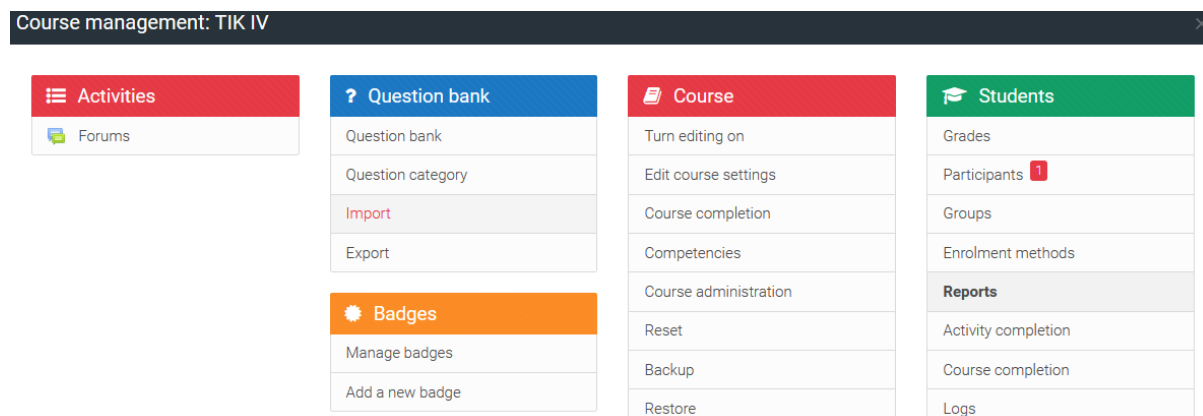 Course management: TIK IV
×
Activities
Forums
? Question bank
Question bank
Question category
Import
Export
Badges
Manage badges
Add a new badge
Course
Turn editing on
Edit course settings
Course completion
Competencies
Course administration
Reset
Backup
Restore
Students
Grades
Participants 1
Groups
Enrolment methods
Reports
Activity completion
Course completion
Logs